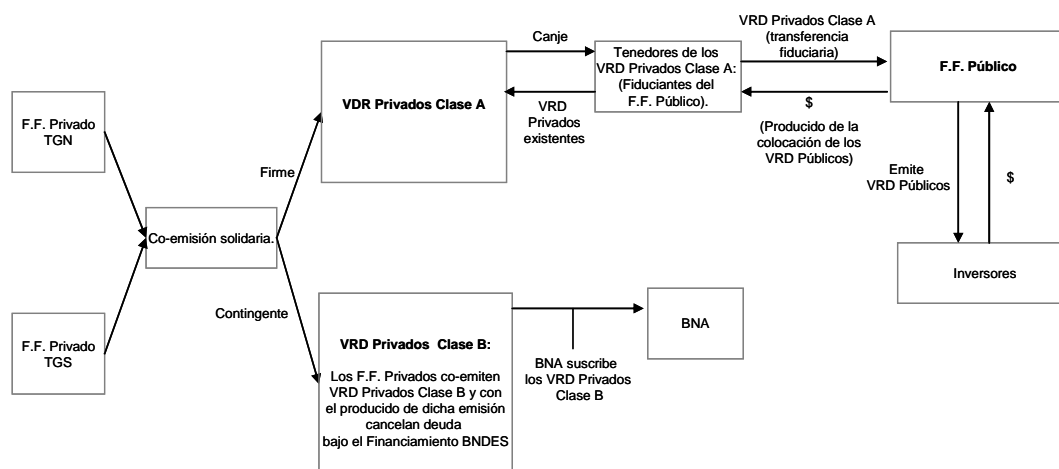 F.F. Privado
TGN
F.F. Privado
TGS
Co-emisión solidaria.
Firme
Contingente
VDR Privados Clase A
Canje
VRD
Privados
existentes
Tenedores de los
VRD Privados Clase A:
(Fiduciantes del
F.F. Público).
VRD Privados Clase A
(transferencia
fiduciaria)
$
(Producido de la
colocación de los
VRD Públicos)
F.F. Público
Emite
VRD Públicos
$
Inversores
VRD Privados Clase B:
Los F.F. Privados co-emiten
VRD Privados Clase B y con
el producido de dicha emisión
cancelan deuda
bajo el Financiamiento BNDES
BNA suscribe
los VRD Privados
Clase B
BNA